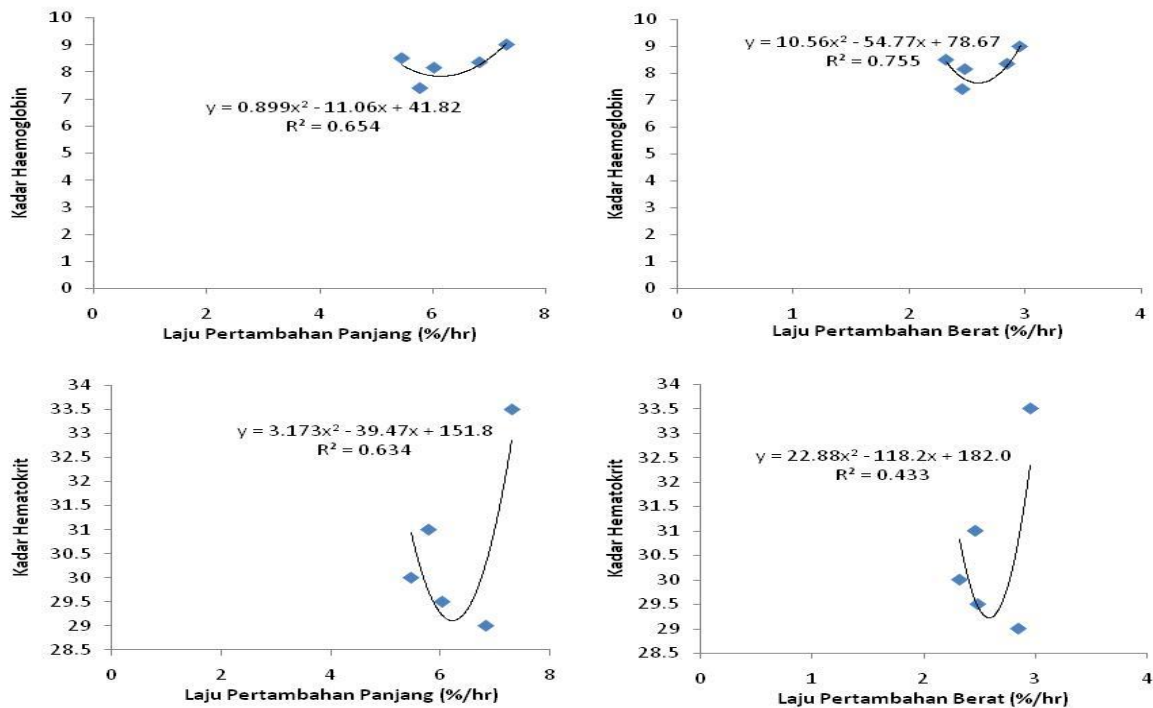 Kadar Haemoglobin
10
9
8
7
6
5
4
3
2
1
0
y = 0.899x² - 11.06x + 41.82
R² = 0.654
0 2 4 6 8
Laju Pertambahan Panjang (%/hr)
Kadar Haemoglobin
10
9
8
7
6
5
4
3
2
1
0
y = 10.56x² - 54.77x + 78.67
R² = 0.755
0 1 2 3 4
Laju Pertambahan Berat (%/hr)
Kadar Hematokrit
34
33.5
33
32.5
32
31.5
31
30.5
30
29.5
29
28.5
y = 3.173x² - 39.47x + 151.8
R² = 0.634
0 2 4 6 8
Laju Pertambahan Panjang (%/hr)
Kadar Hematokrit
34
33.5
33
32.5
32
31.5
31
30.5
30
29.5
29
28.5
y = 22.88x² - 118.2x + 182.0
R² = 0.433
0 1 2 3 4
Laju Pertambahan Berat (%/hr)